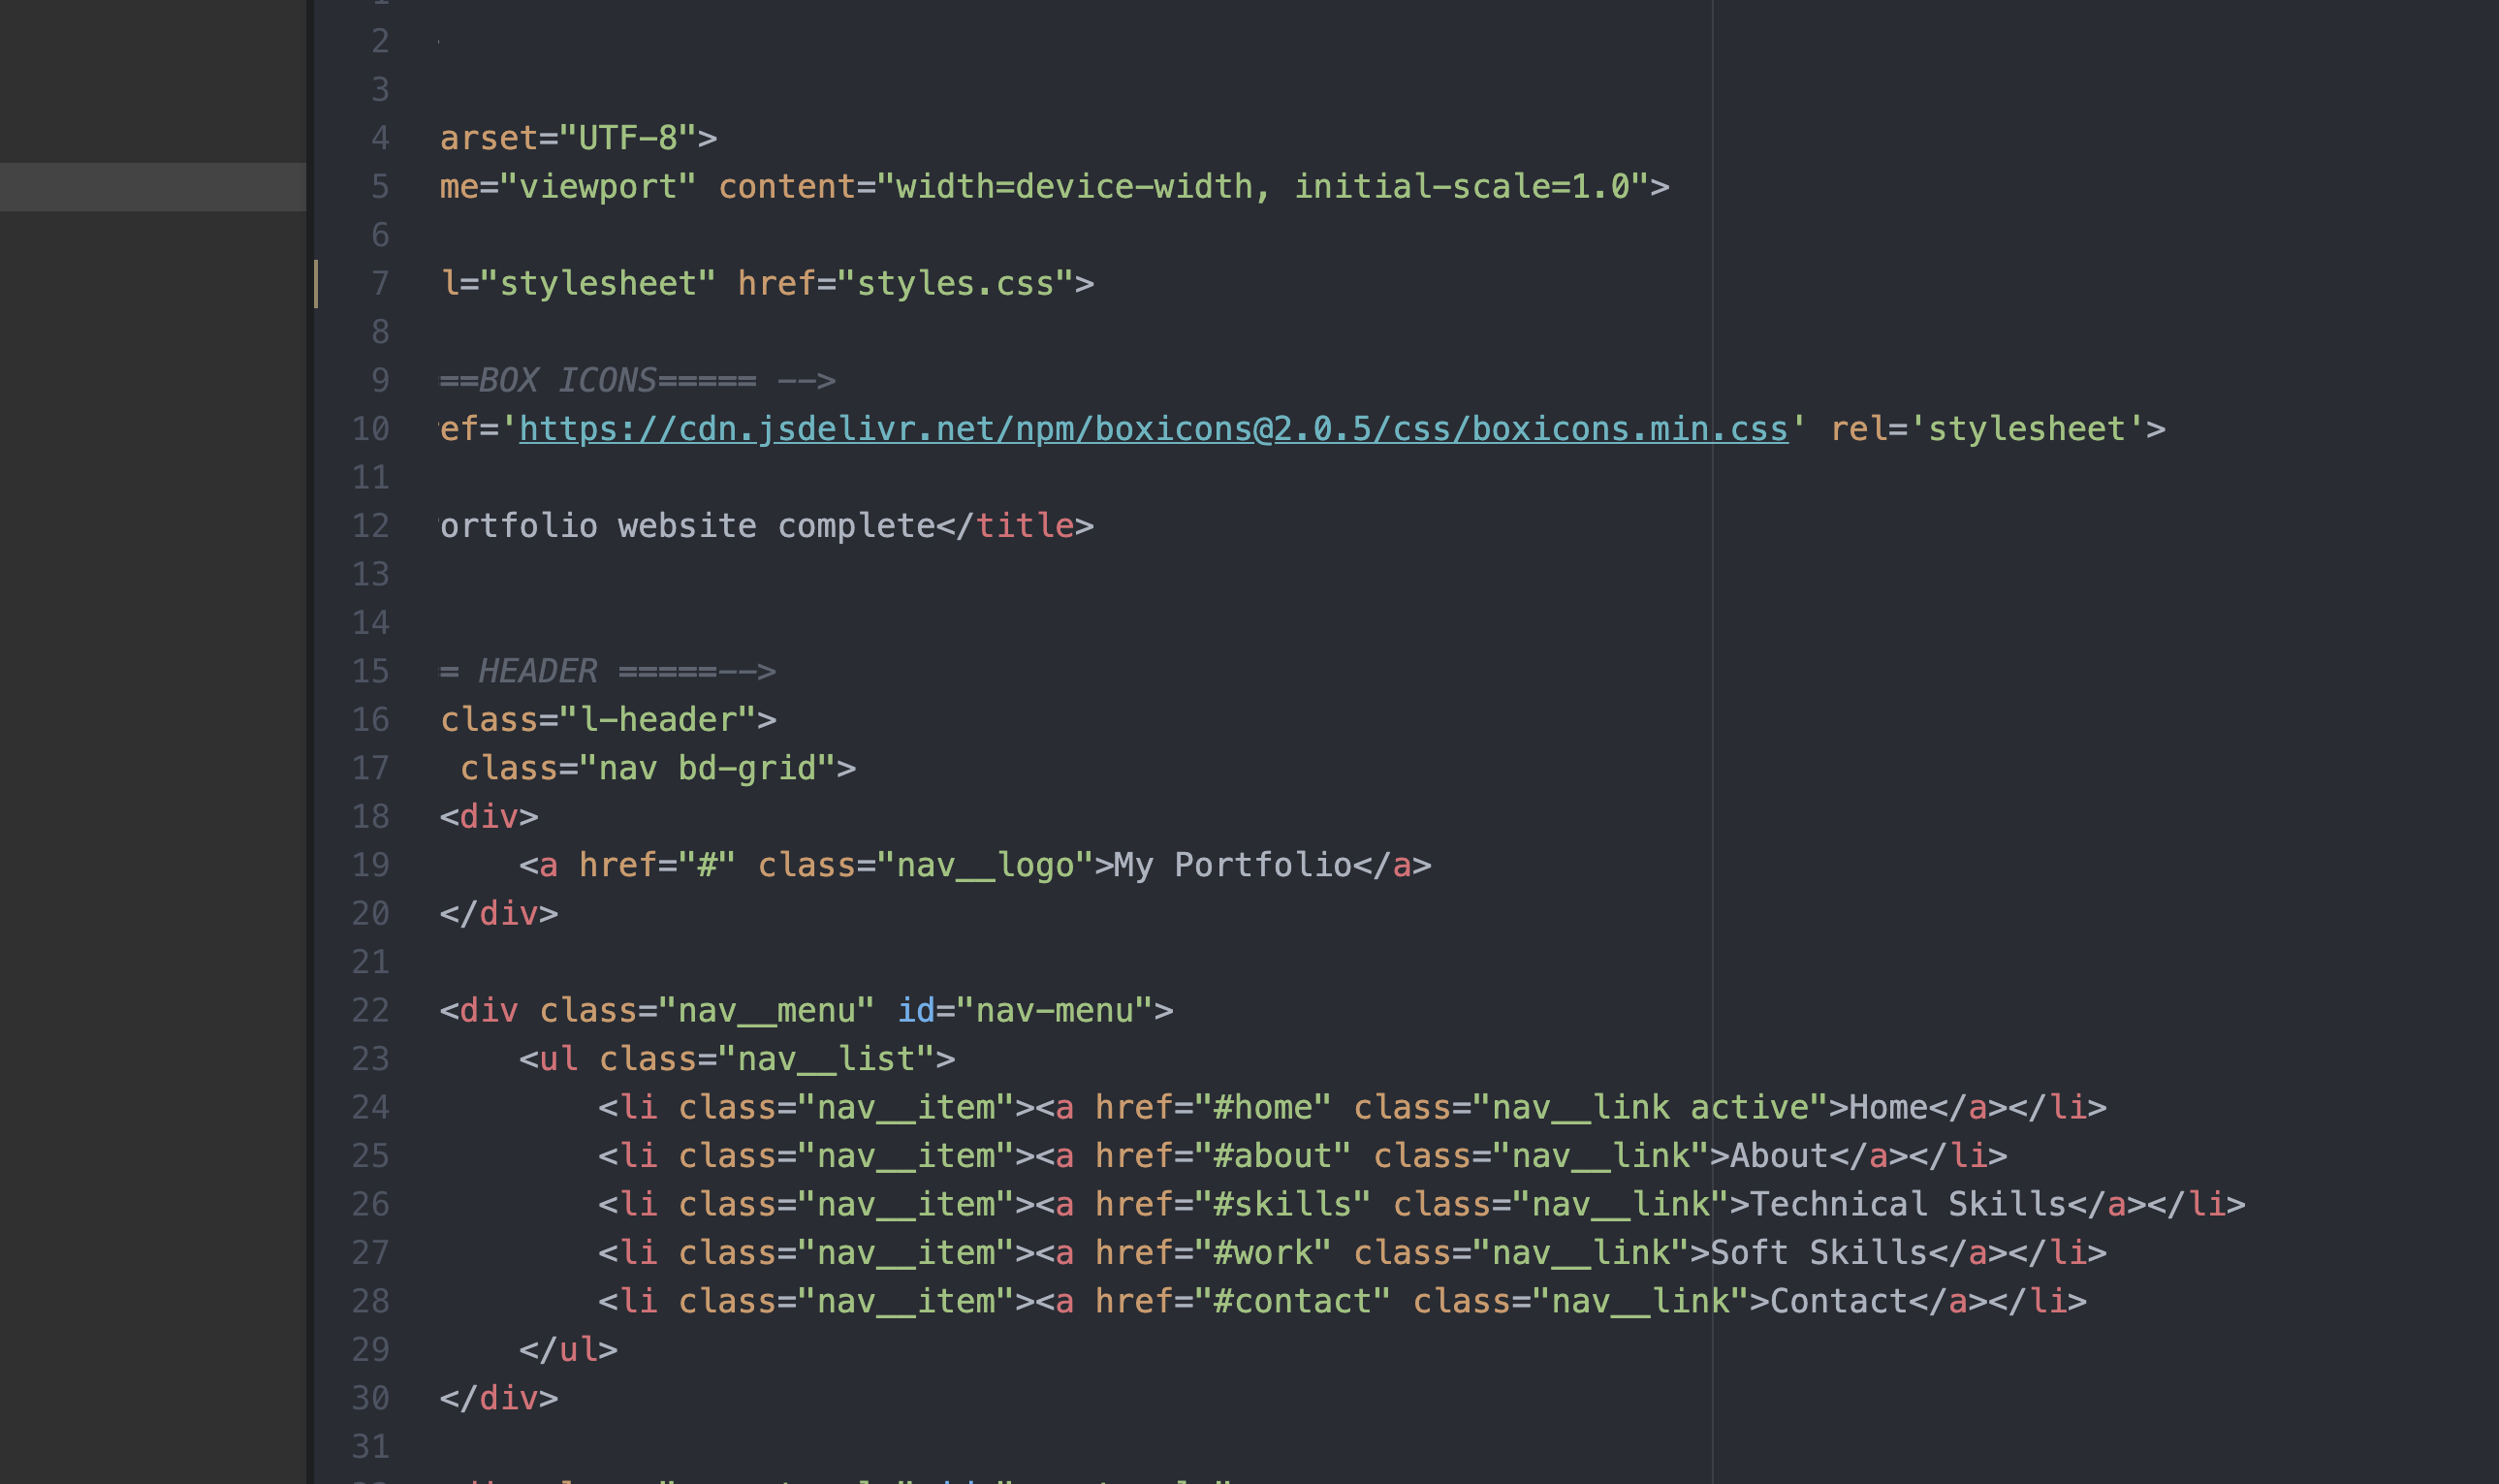 1
2
3
4 arset="UTF-8">
5 me="viewport" content="width=device-width, initial-scale=1.0">
6
7 l="stylesheet" href="styles.css">
8
9 ==BOX ICONS===== -->
10 ef='https://cdn.jsdelivr.net/npm/boxicons@2.0.5/css/boxicons.min.css' rel='stylesheet'>
11
12 ortfolio website complete</title>
13
14
15 = HEADER =====-->
16 class="l-header">
17 class="nav bd-grid">
18 <div>
19 <a href="#" class="nav__logo">My Portfolio</a>
20 </div>
21
22 <div class="nav__menu" id="nav-menu">
23 <ul class="nav__list">
24 <li class="nav__item"><a href="#home" class="nav__link active">Home</a></li>
25 <li class="nav__item"><a href="#about" class="nav__link">About</a></li>
26 <li class="nav__item"><a href="#skills" class="nav__link">Technical Skills</a></li>
27 <li class="nav__item"><a href="#work" class="nav__link">Soft Skills</a></li>
28 <li class="nav__item"><a href="#contact" class="nav__link">Contact</a></li>
29 </ul>
30 </div>
31